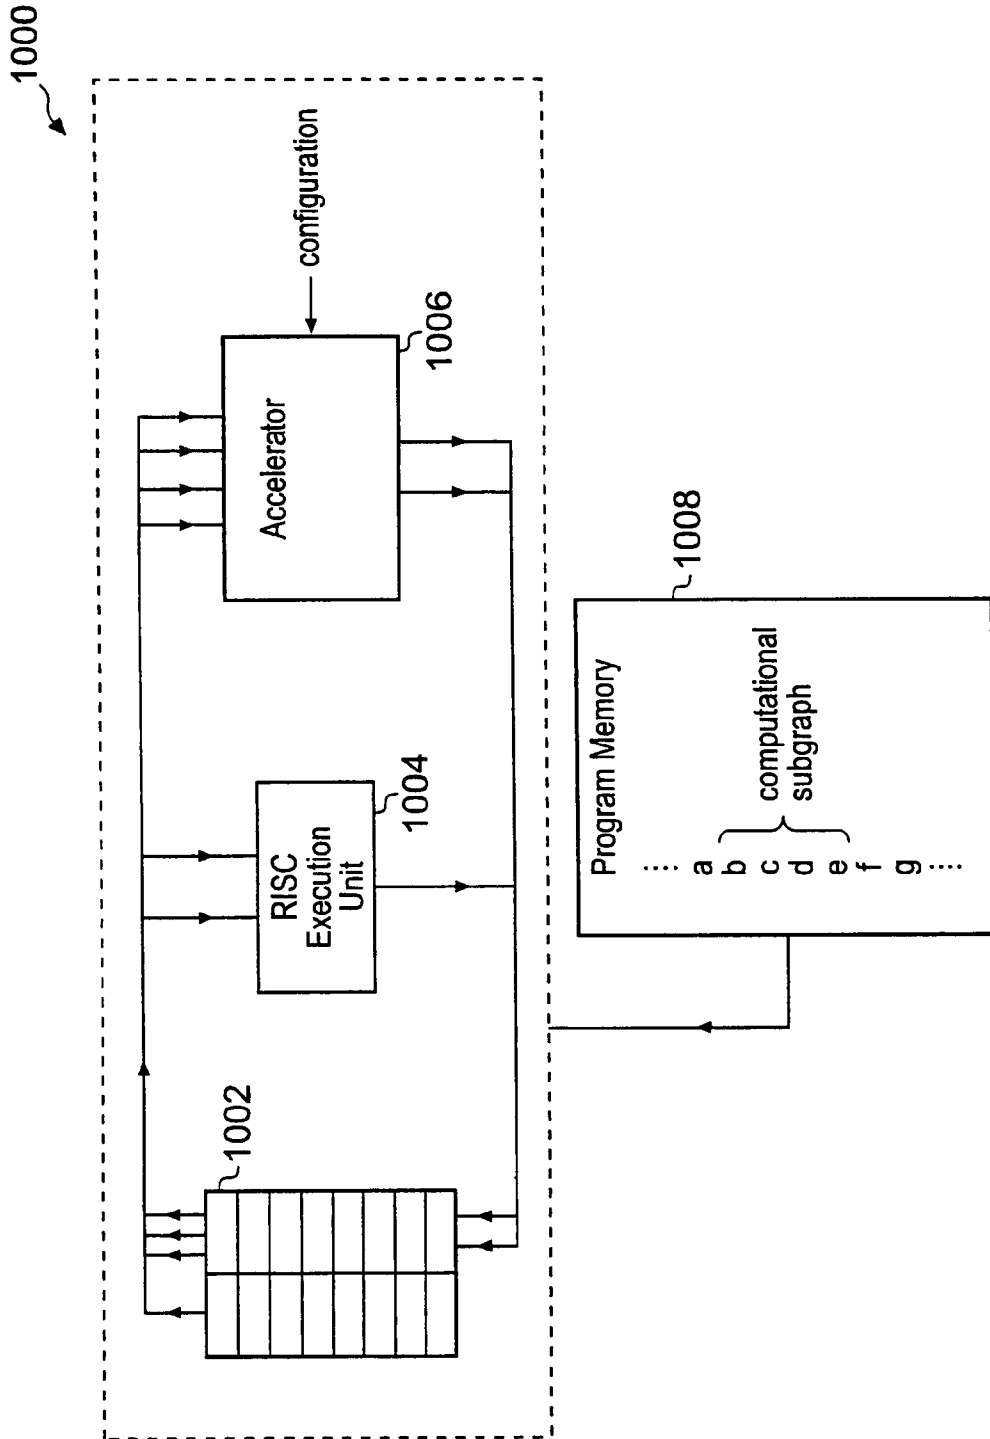 1000
configuration
Accelerator
1006
RISC
Execution
Unit
1004
1002
Program Memory
a
b
c
d
e
f
g
computational
subgraph
1008